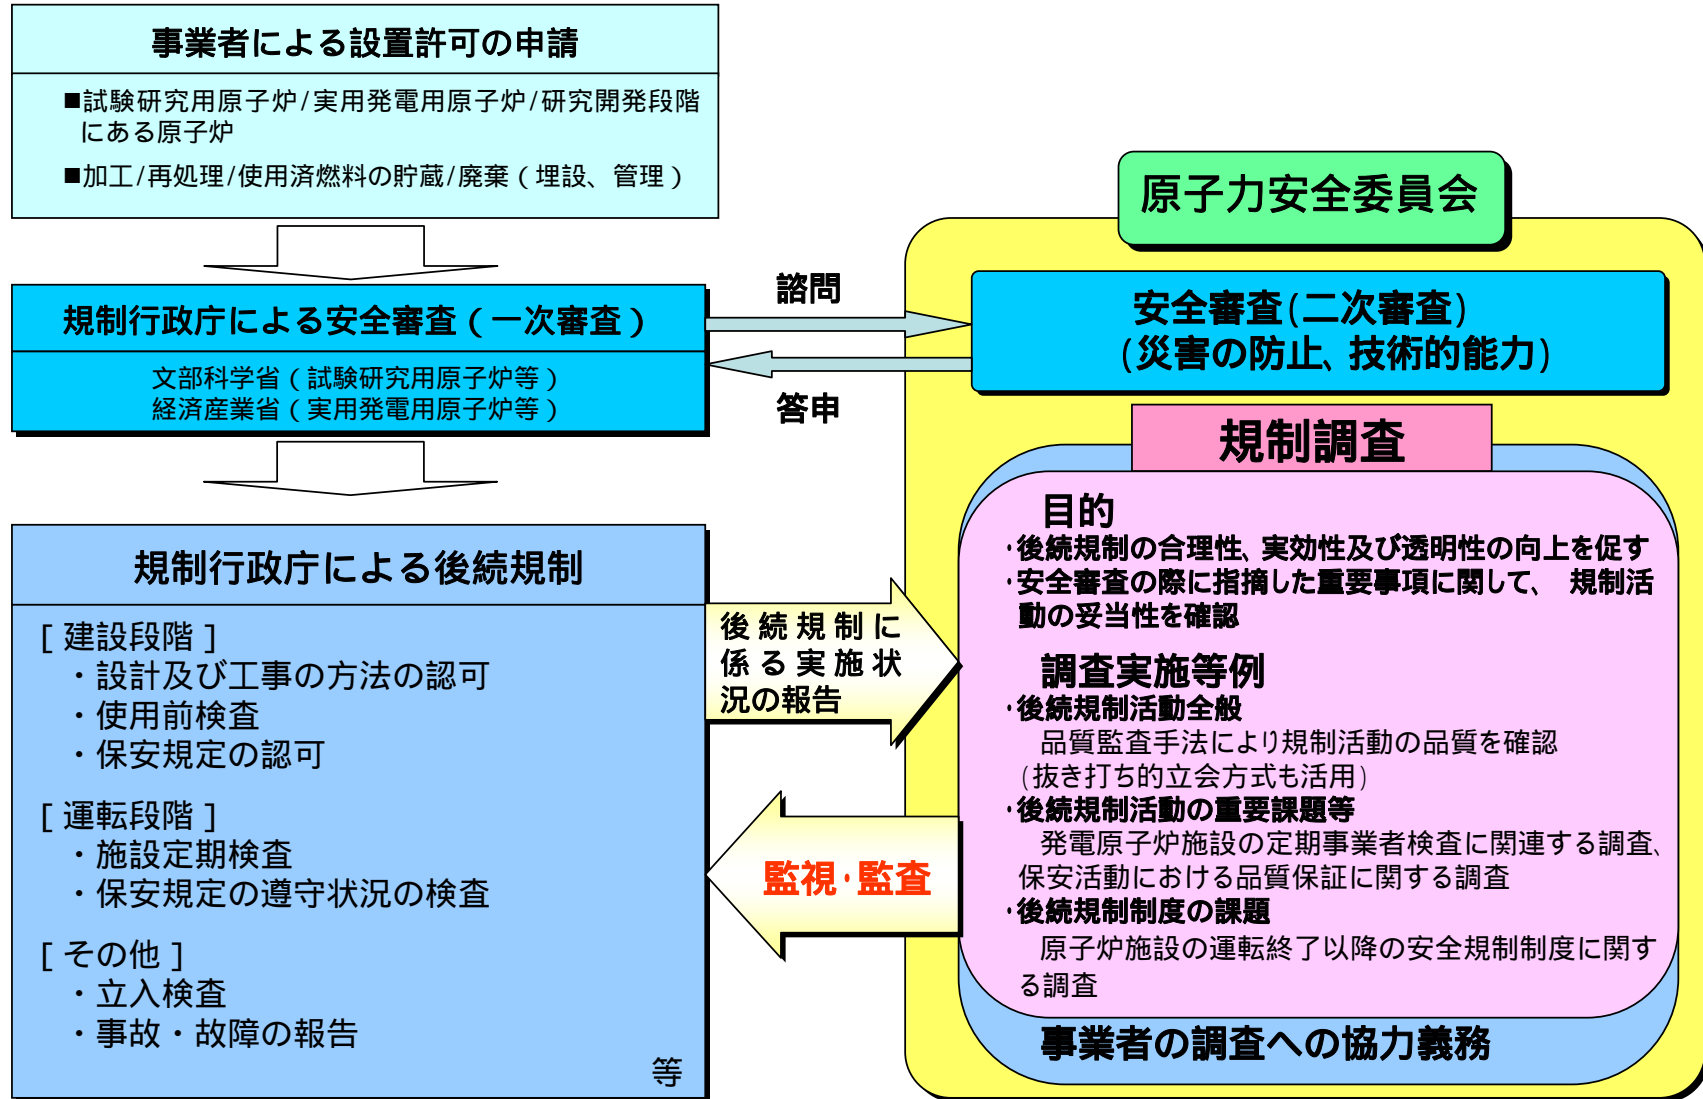 事業者による設置許可の申請
■試験研究用原子炉/実用発電用原子炉/研究開発段階
にある原子炉
■加工/再処理/使用済燃料の貯蔵/廃棄（埋設、管理）
規制行政庁による安全審査（一次審査）
文部科学省（試験研究用原子炉等）
経済産業省（実用発電用原子炉等）
諮問
答申
規制行政庁による後続規制
[ 建設段階 ]
・設計及び工事の方法の認可
・使用前検査
・保安規定の認可
[ 運転段階 ]
・施設定期検査
・保安規定の遵守状況の検査
[ その他 ]
・立入検査
・事故・故障の報告
等
後続規制に
係る実施状
況の報告
監視・監査
原子力安全委員会
安全審査(二次審査)
(災害の防止、技術的能力)
規制調査
目的
・後続規制の合理性、実効性及び透明性の向上を促す
・安全審査の際に指摘した重要事項に関して、 規制活
動の妥当性を確認
調査実施等例
・後続規制活動全般
品質監査手法により規制活動の品質を確認
(抜き打ち的立会方式も活用)
・後続規制活動の重要課題等
発電原子炉施設の定期事業者検査に関連する調査、
保安活動における品質保証に関する調査
・後続規制制度の課題
原子炉施設の運転終了以降の安全規制制度に関す
る調査
事業者の調査への協力義務